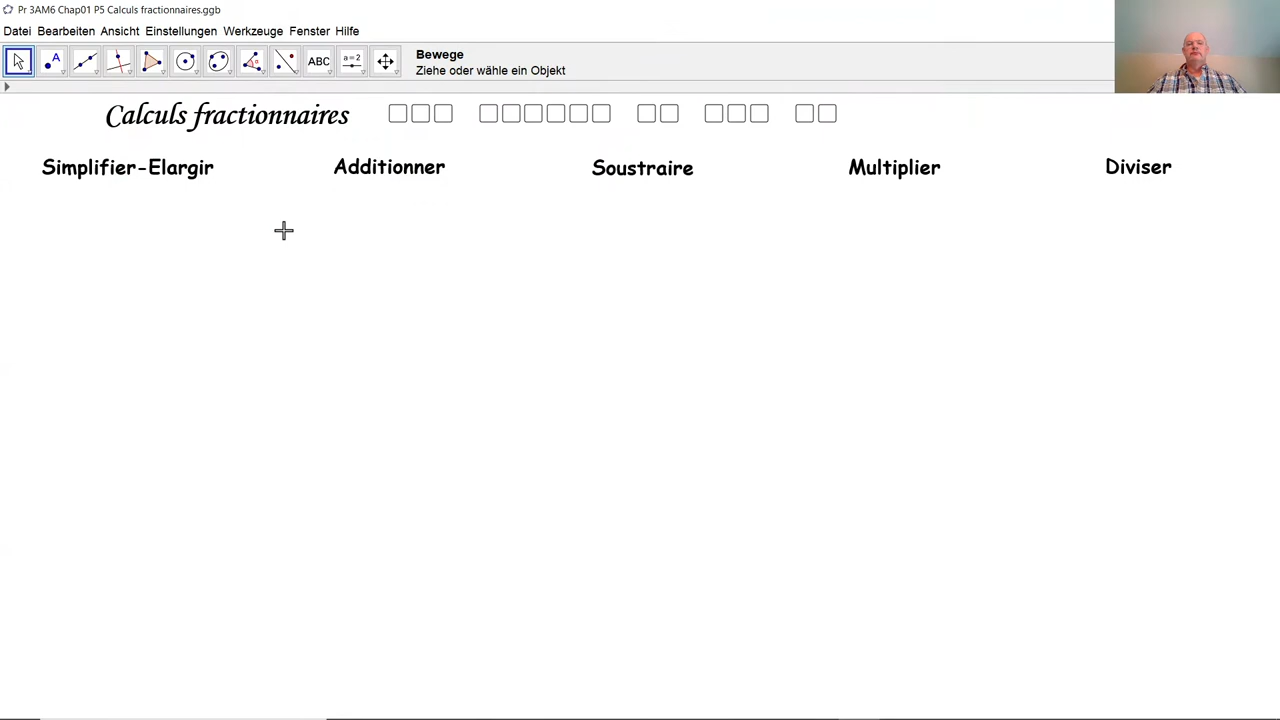 Pr 3AM6 Chap01 P5 Calculs fractionnaires.ggb
Datei Bearbeiten Ansicht Einstellungen Werkzeuge Fenster Hilfe
A
ABC
a=2
Bewege
Ziehe oder wähle ein Objekt
Calculs fractionnaires
Simplifier-Elargir Additionner Soustraire Multiplier Diviser